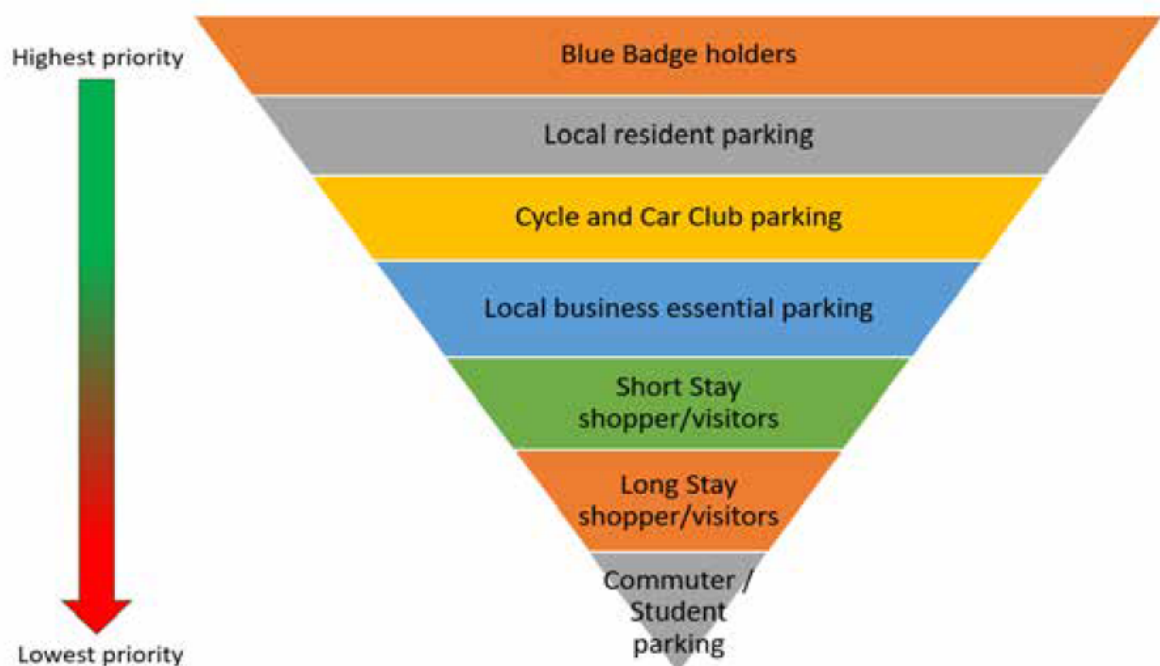 Highest priority
Blue Badge holders
Local resident parking
Cycle and Car Club parking
Local business essential parking
Short Stay
shopper/visitors
Long Stay
shopper/visitors
Commuter /
Student
parking
Lowest priority